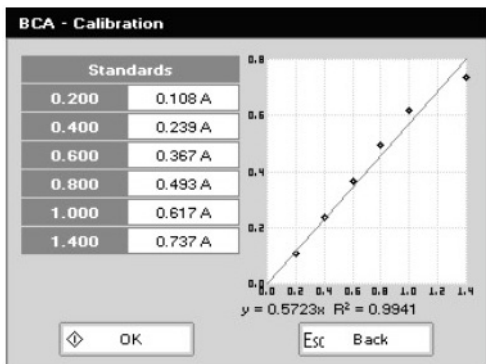 BCA - Calibration
Standards
0.200 0.108 A
0.400 0.239 A
0.600 0.367 A
0.800 0.493 A
1.000 0.617 A
1.400 0.737 A
0.8
0.6
0.4
0.2
0.0
0.0 0.2 0.4 0.6 0.8 1.0 1.2 1.4
y = 0.5723x R² = 0.9941
OK
Esc Back